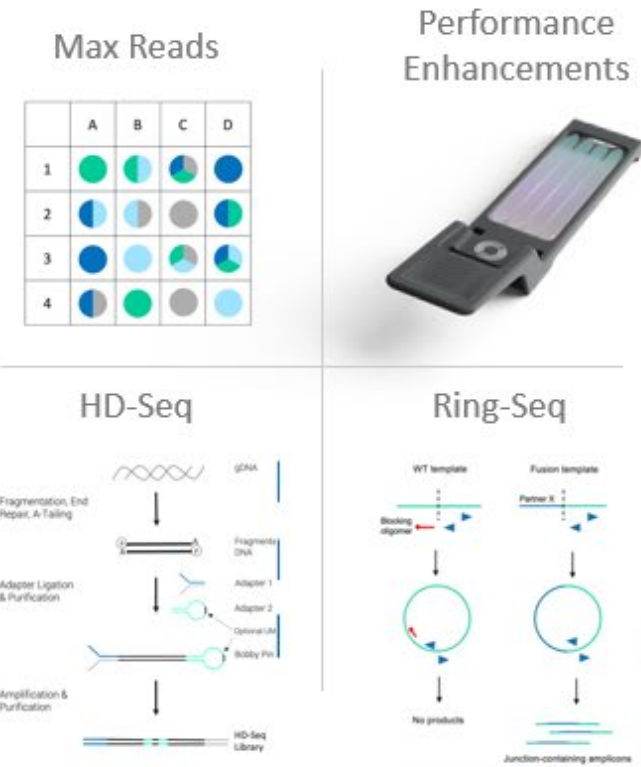 Max Reads
Performance
Enhancements
A B C D
1
2
3
4
HD-Seq
gDNA
Fragmentation, End
Repair, A-Tailing
A
Fragments
DNA
A
Adapter Ligation
& Purification
Adapter 1
Adapter 2
Optional UMI
Bobby Pin
Amplification &
Purification
HD-Seq
Library
Ring-Seq
WT template
Fusion template
Partner X
Blocking
oligomer
No products
Junction-containing amplicons